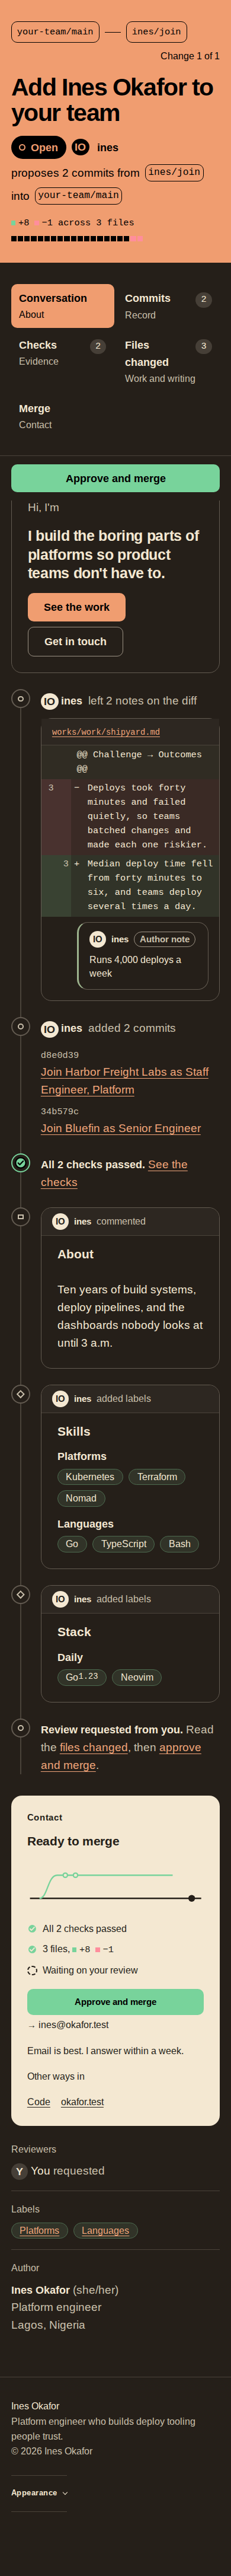 your-team/main
ines/join
Change 1 of 1
Add Ines Okafor to
your team
Open
IO
ines
proposes 2 commits from ines/join
into your-team/main
+8 −1 across 3 files
Conversation
About
Commits 2
Record
Checks 2
Evidence
Files
changed 3
Work and writing
Merge
Contact
Approve and merge
Hi, I'm
I build the boring parts of
platforms so product
teams don't have to.
See the work
Get in touch
IO ines left 2 notes on the diff
works/work/shipyard.md
@@ Challenge → Outcomes
@@
3 − Deploys took forty
minutes and failed
quietly, so teams
batched changes and
made each one riskier.
3 + Median deploy time fell
from forty minutes to
six, and teams deploy
several times a day.
IO ines Author note
Runs 4,000 deploys a
week
IO ines added 2 commits
d8e0d39
Join Harbor Freight Labs as Staff
Engineer, Platform
34b579c
Join Bluefin as Senior Engineer
All 2 checks passed. See the
checks
IO ines commented
About
Ten years of build systems,
deploy pipelines, and the
dashboards nobody looks at
until 3 a.m.
IO ines added labels
Skills
Platforms
Kubernetes Terraform
Nomad
Languages
Go TypeScript Bash
IO ines added labels
Stack
Daily
Go 1.23 Neovim
Review requested from you. Read
the files changed, then approve
and merge.
Contact
Ready to merge
All 2 checks passed
3 files, +8 −1
Waiting on your review
Approve and merge
→ ines@okafor.test
Email is best. I answer within a week.
Other ways in
Code okafor.test
Reviewers
Y You requested
Labels
Platforms Languages
Author
Ines Okafor (she/her)
Platform engineer
Lagos, Nigeria
Ines Okafor
Platform engineer who builds deploy tooling
people trust.
© 2026 Ines Okafor
Appearance